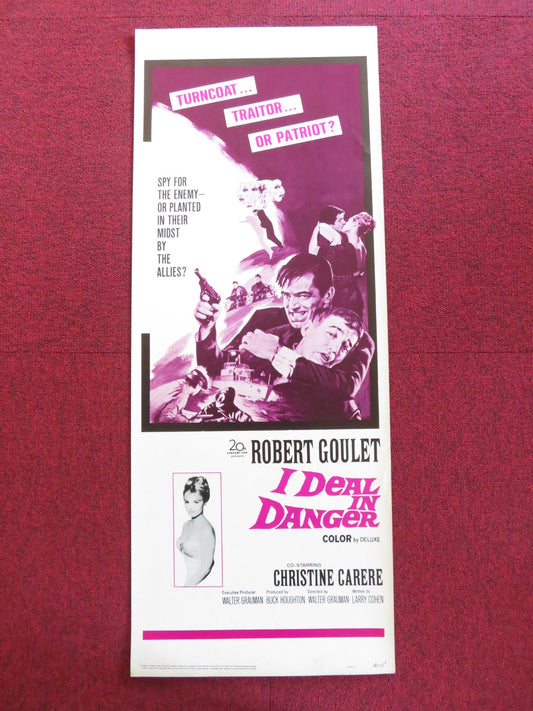 TURNCOAT...
TRAITOR...
OR PATRIOT?
SPY FOR
THE ENEMY—
OR PLANTED
IN THEIR
MIDST
BY
THE
ALLIES?
20th
CENTURY-FOX
presents
ROBERT GOULET
I DEAL
IN
DANGER
COLOR by DELUXE
CO-STARRING
CHRISTINE CARERE
Executive Producer Produced by Directed by Written by
WALTER GRAUMAN · BUCK HOUGHTON · WALTER GRAUMAN · LARRY COHEN